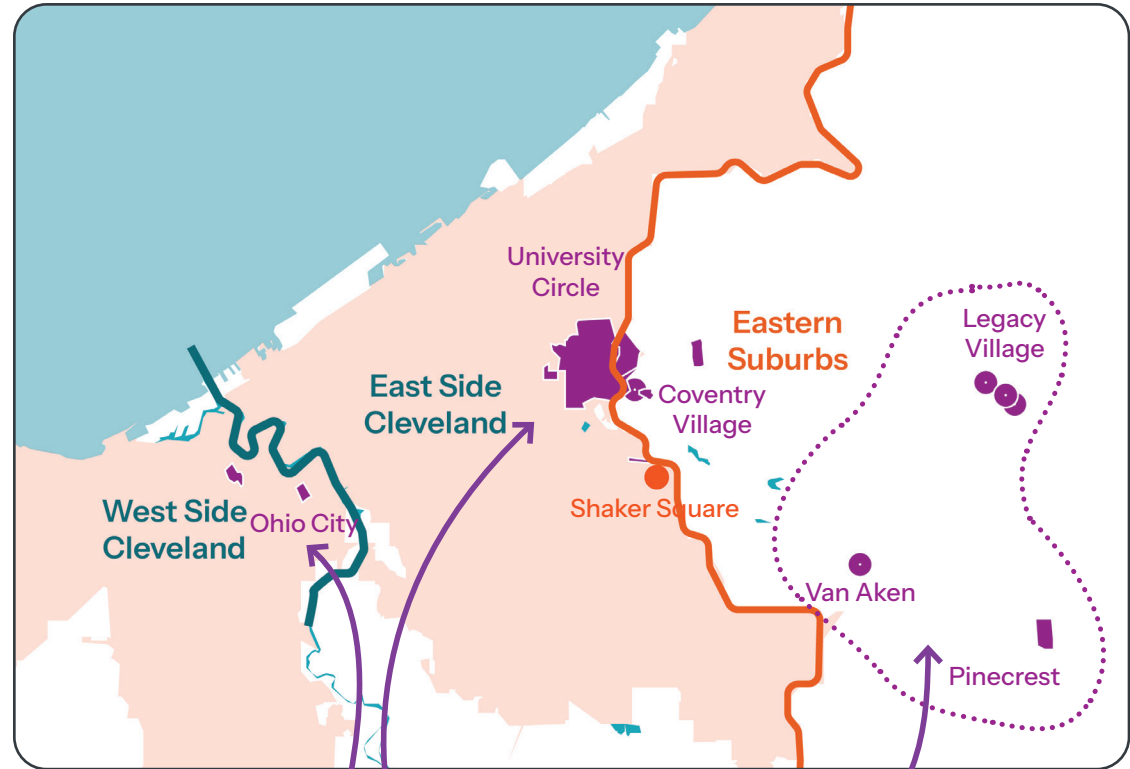 University
Circle
Legacy
Village
Eastern
Suburbs
East Side
Cleveland
Coventry
Village
West Side
Cleveland
Ohio City
Shaker Square
Van Aken
Pinecrest